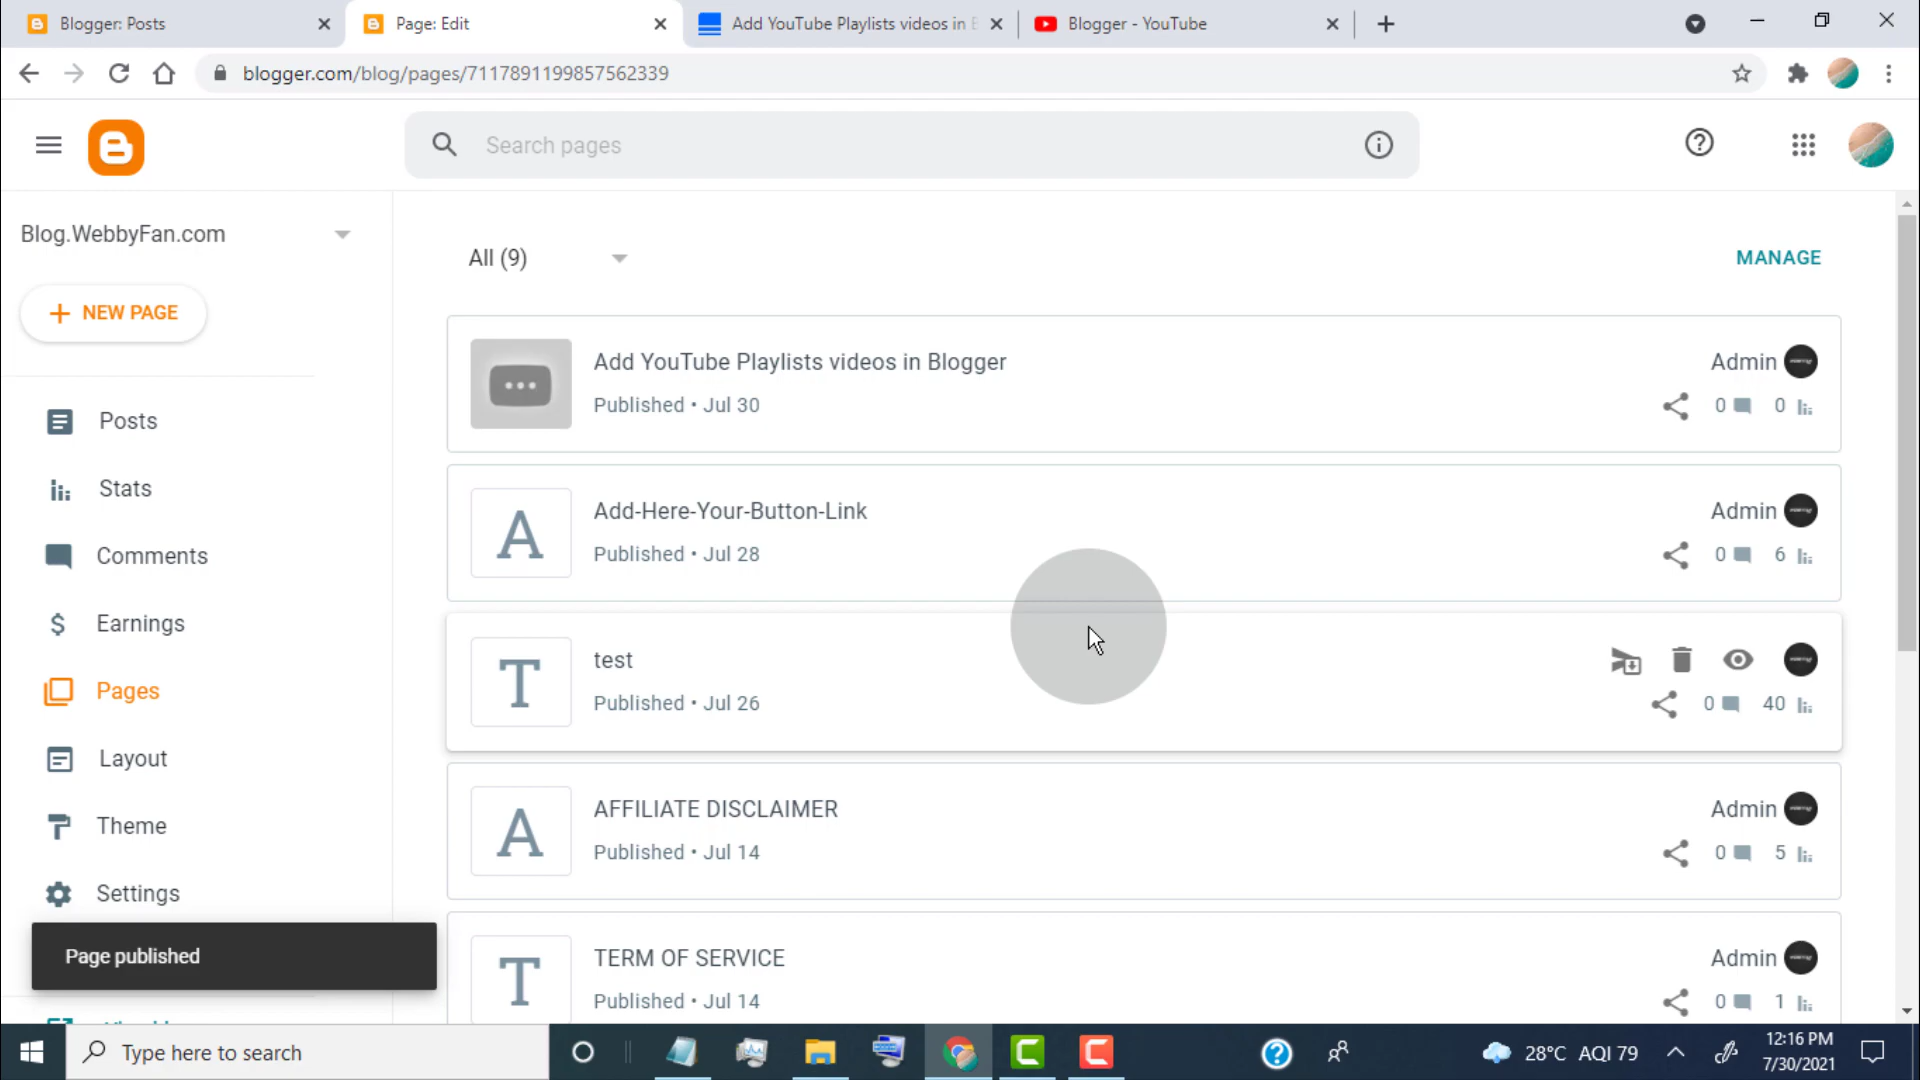 Blogger: Posts
Page: Edit
Add YouTube Playlists videos in B
Blogger - YouTube
blogger.com/blog/pages/7117891199857562339
Search pages
Blog.WebbyFan.com
All (9)
MANAGE
NEW PAGE
Add YouTube Playlists videos in Blogger
Admin
Published • Jul 30
0
0
Posts
Stats
Add-Here-Your-Button-Link
Admin
Published • Jul 28
0
6
Comments
Earnings
test
Published • Jul 26
0
40
Pages
Layout
AFFILIATE DISCLAIMER
Admin
Published • Jul 14
0
5
Theme
Settings
Page published
TERM OF SERVICE
Admin
Published • Jul 14
0
1
A
T
A
T
Type here to search
28°C AQI 79
12:16 PM
7/30/2021